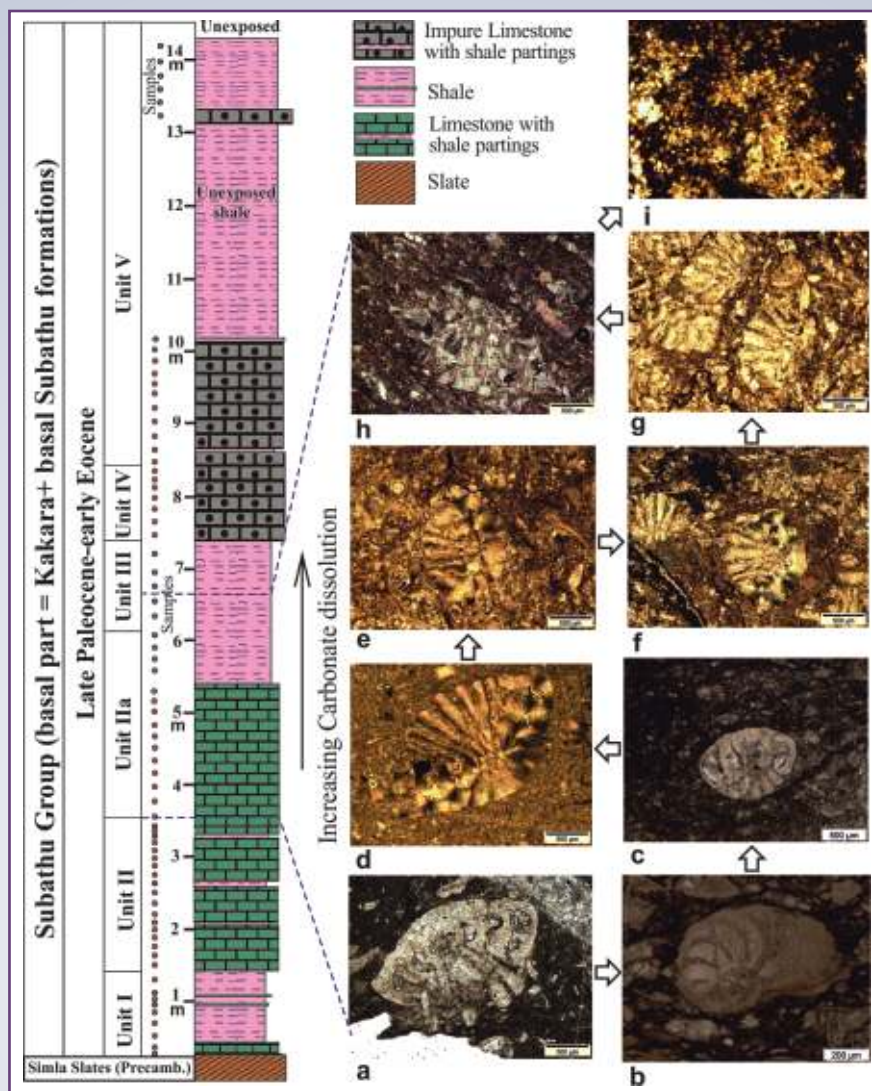 Subathu Group (basal part = Kakara+ basal Subathu formations)
Late Paleocene-early Eocene
Unit V
Unit IV
Unit III
Unit IIa
Unit II
Unit I
Unexposed
14
m
Samples
13
Unexposed
shale
12
11
10
m
9
8
7
Samples
6
5
m
4
3
2
1
m
Simla Slates (Precamb.)
Impure Limestone
with shale partings
Shale
Limestone with
shale partings
Slate
Increasing Carbonate dissolution
i
h
g
e
f
d
500 µm
c
a
200 µm
b